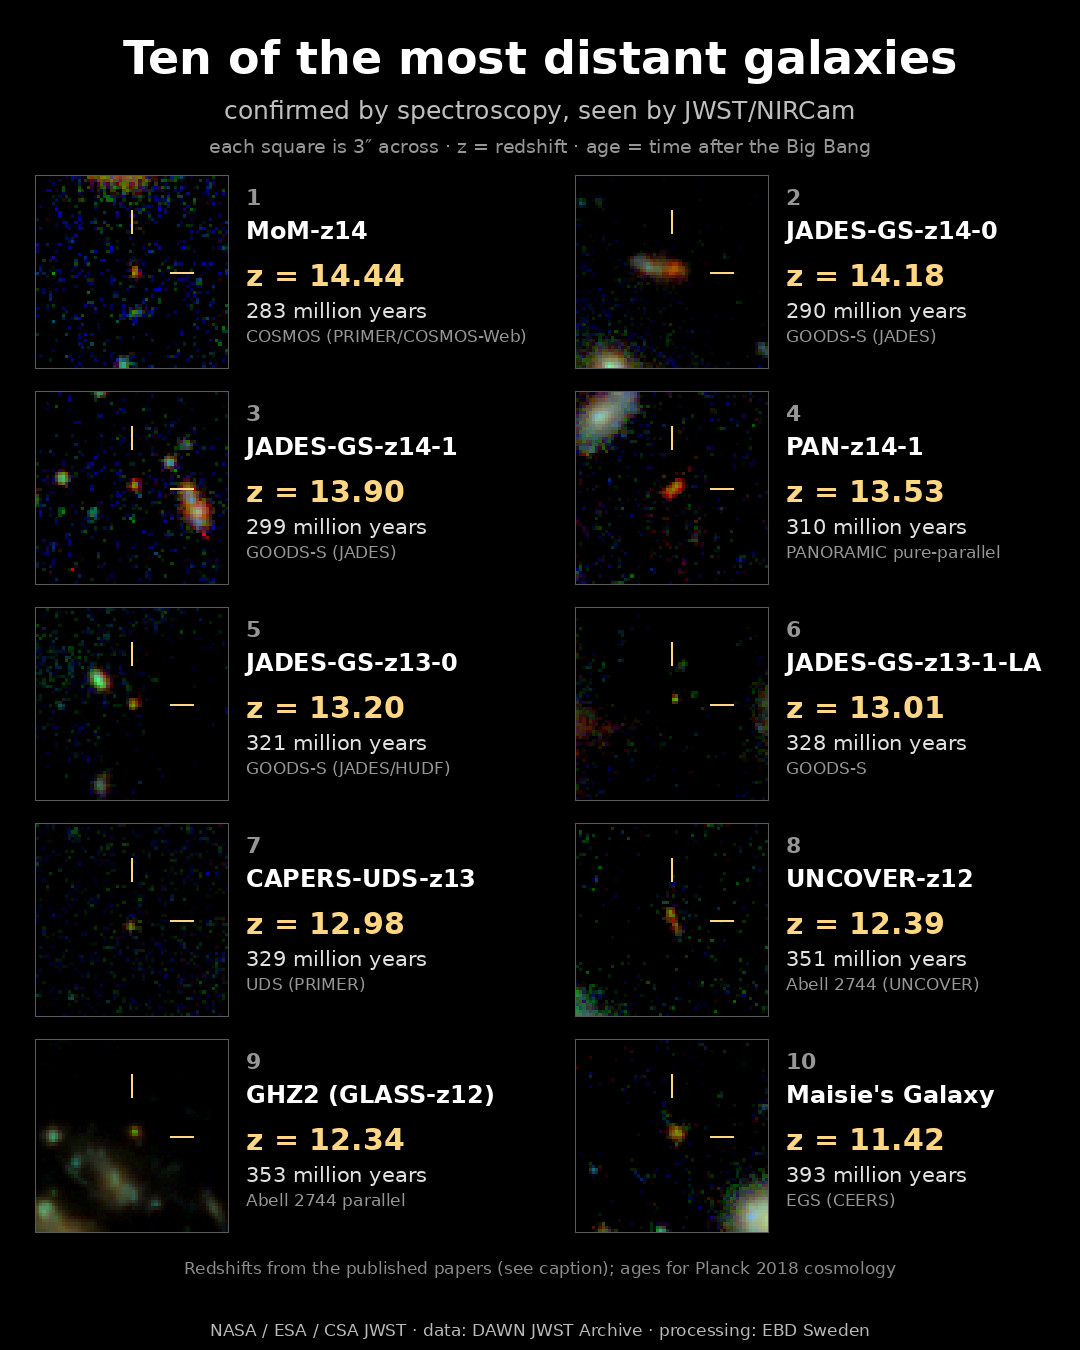 Ten of the most distant galaxies
confirmed by spectroscopy, seen by JWST/NIRCam
each square is 3″ across · z = redshift · age = time after the Big Bang
1
MoM-z14
z = 14.44
283 million years
COSMOS (PRIMER/COSMOS-Web)
2
JADES-GS-z14-0
z = 14.18
290 million years
GOODS-S (JADES)
3
JADES-GS-z14-1
z = 13.90
299 million years
GOODS-S (JADES)
4
PAN-z14-1
z = 13.53
310 million years
PANORAMIC pure-parallel
5
JADES-GS-z13-0
z = 13.20
321 million years
GOODS-S (JADES/HUDF)
6
JADES-GS-z13-1-LA
z = 13.01
328 million years
GOODS-S
7
CAPERS-UDS-z13
z = 12.98
329 million years
UDS (PRIMER)
8
UNCOVER-z12
z = 12.39
351 million years
Abell 2744 (UNCOVER)
9
GHZ2 (GLASS-z12)
z = 12.34
353 million years
Abell 2744 parallel
10
Maisie's Galaxy
z = 11.42
393 million years
EGS (CEERS)
Redshifts from the published papers (see caption); ages for Planck 2018 cosmology
NASA / ESA / CSA JWST · data: DAWN JWST Archive · processing: EBD Sweden